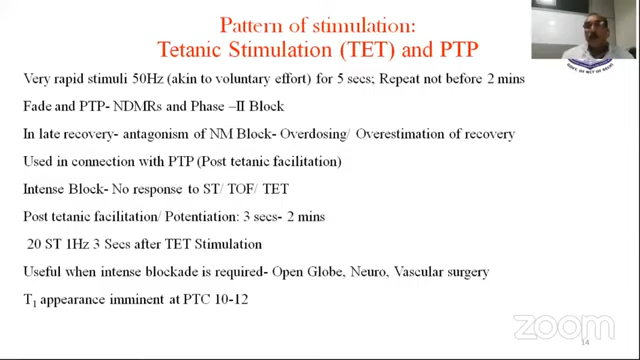 Pattern of stimulation:
Tetanic Stimulation (TET) and PTP
Very rapid stimuli 50Hz (akin to voluntary effort) for 5 secs; Repeat not before 2 mins
Fade and PTP- NDMRs and Phase –II Block
In late recovery- antagonism of NM Block- Overdosing/ Overestimation of recovery
Used in connection with PTP (Post tetanic facilitation)
Intense Block- No response to ST/ TOF/ TET
Post tetanic facilitation/ Potentiation: 3 secs- 2 mins
20 ST 1Hz 3 Secs after TET Stimulation
Useful when intense blockade is required- Open Globe, Neuro, Vascular surgery
T1 appearance imminent at PTC 10-12
GOVT. OF NCT OF DELHI
zoom
14